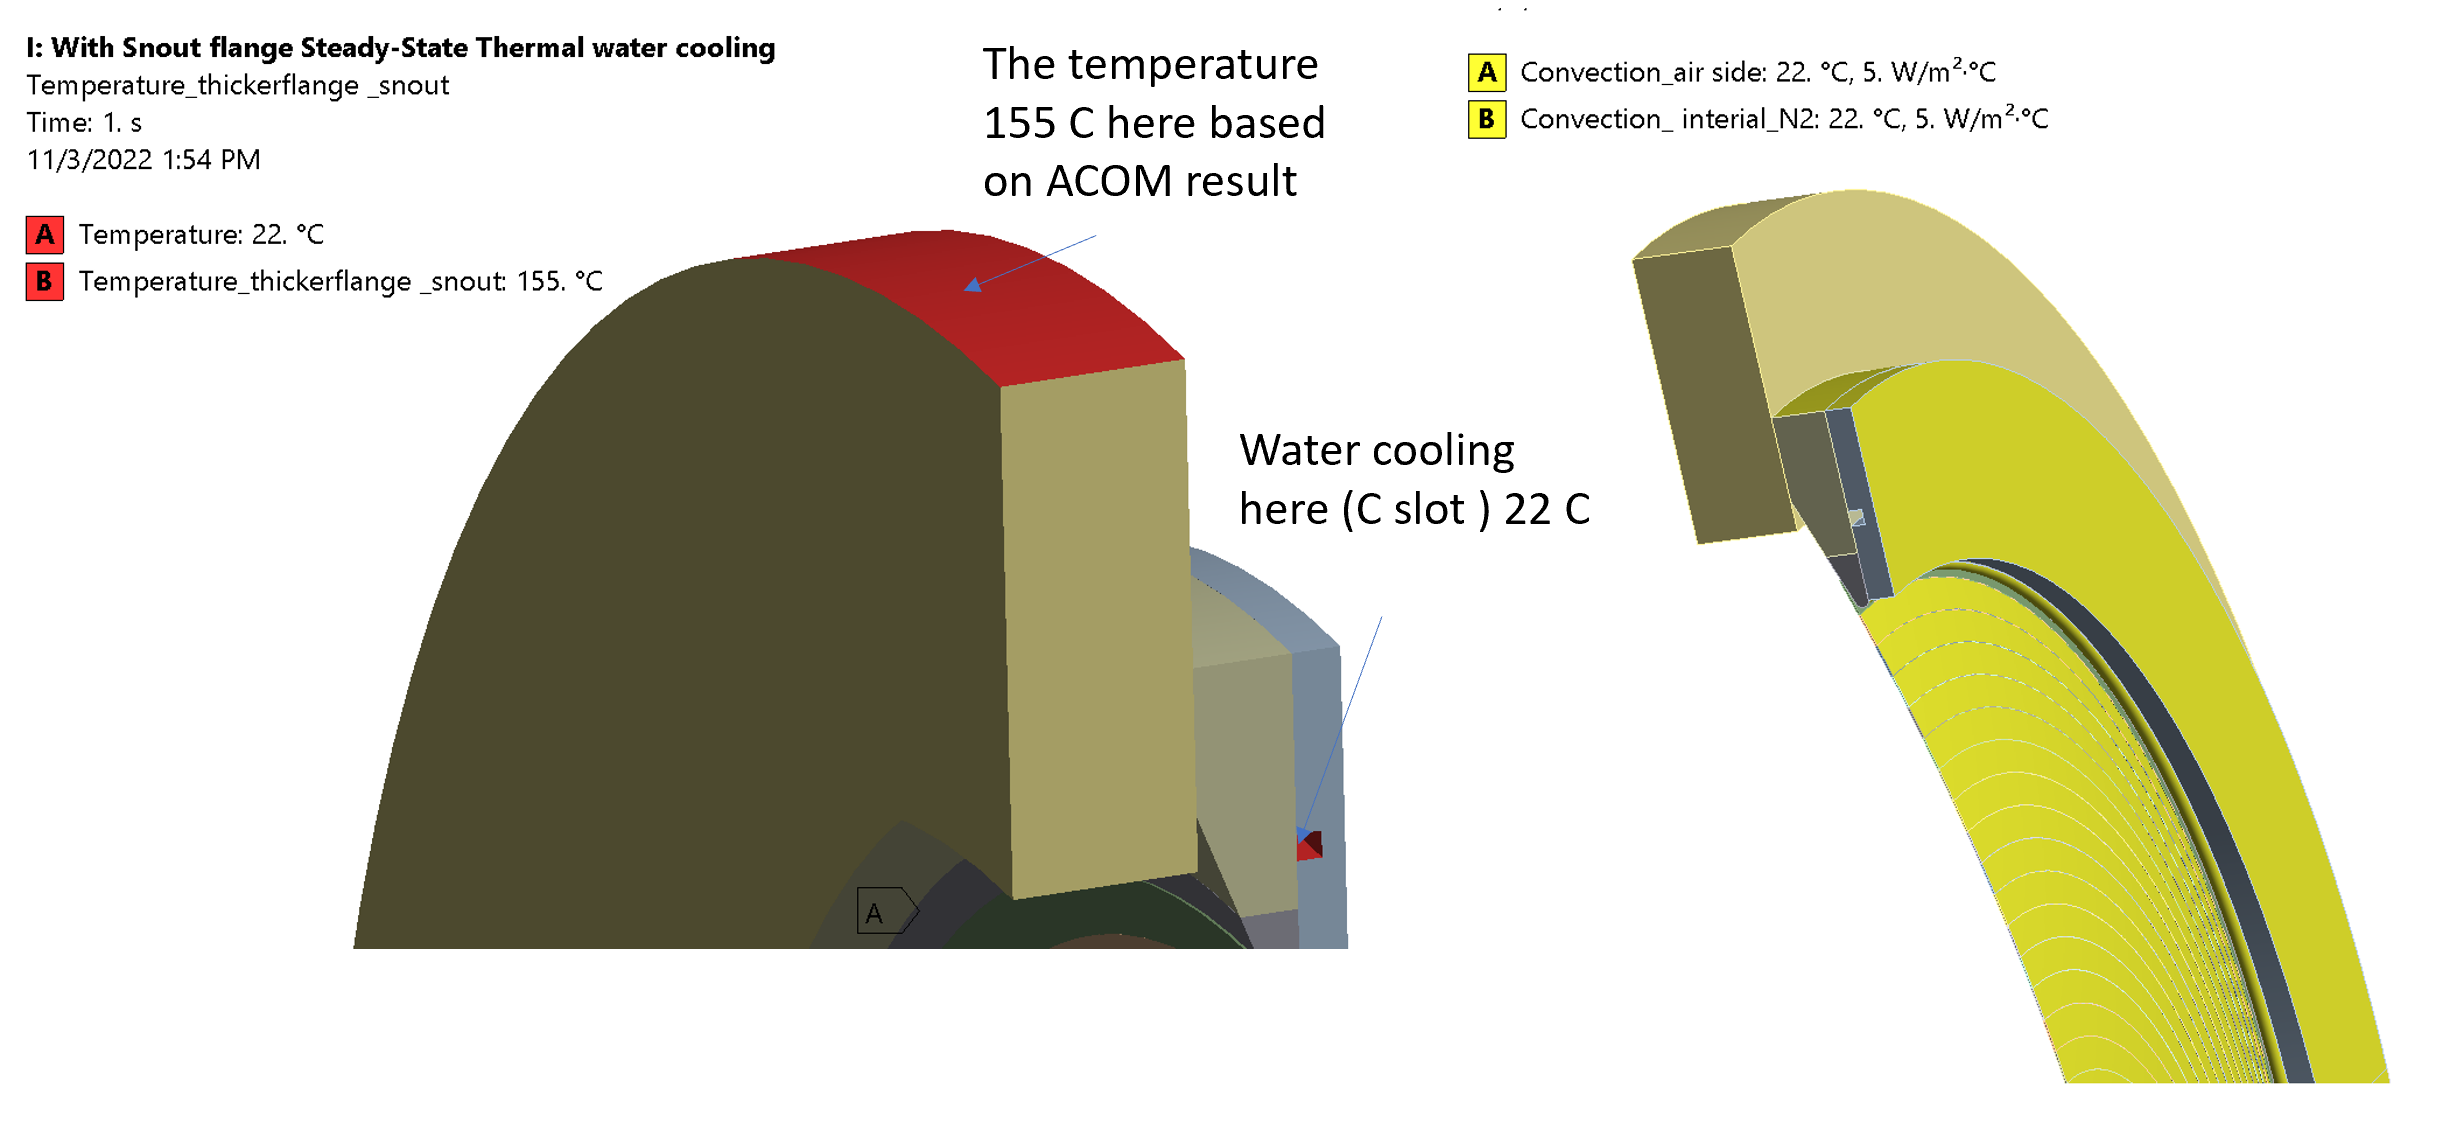 I: With Snout flange Steady-State Thermal water cooling
Temperature_thickerflange _snout
Time: 1. s
11/3/2022 1:54 PM
A Temperature: 22. °C
B Temperature_thickerflange _snout: 155. °C
The temperature
155 C here based
on ACOM result
Water cooling
here (C slot ) 22 C
A
A Convection_air side: 22. °C, 5. W/m²·°C
B Convection_ interial_N2: 22. °C, 5. W/m²·°C